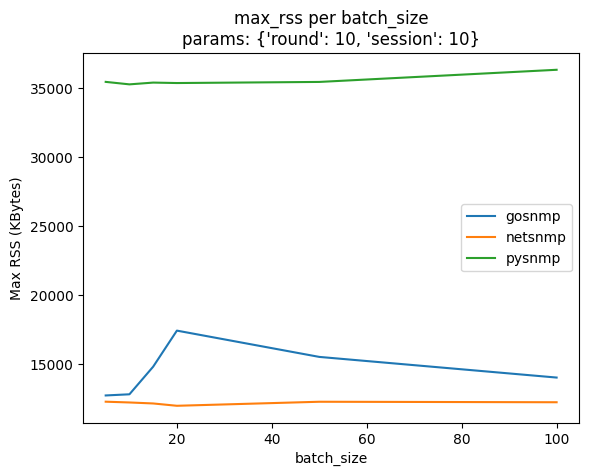 max_rss per batch_size
params: {'round': 10, 'session': 10}
Max RSS (KBytes)
35000
30000
25000
20000
15000
gosnmp
netsnmp
pysnmp
20
40
60
80
100
batch_size